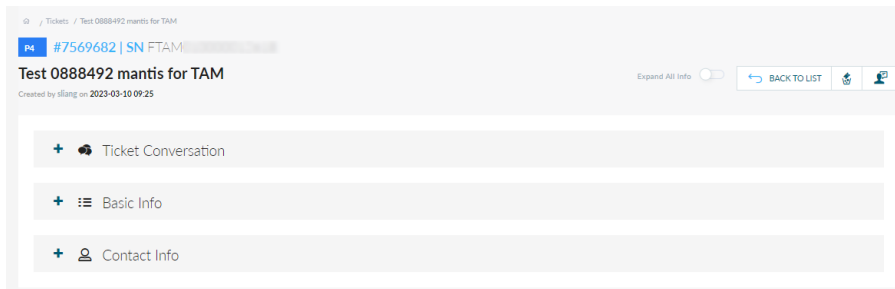 / Tickets / Test 0888492 mantis for TAM
P4 #7569682 | SN FTAM
Test 0888492 mantis for TAM
Expand All Info
BACK TO LIST
Created by sliang on 2023-03-10 09:25
+ Ticket Conversation
+ Basic Info
+ Contact Info